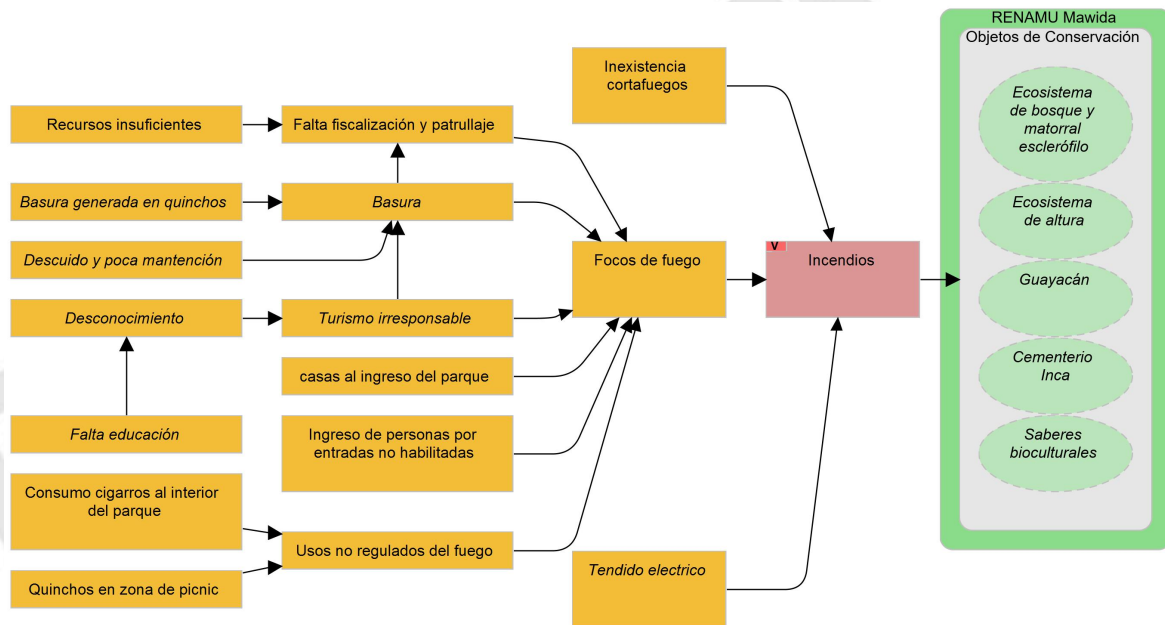 RENAMU Mawida
Objetos de Conservación
Inexistencia
cortafuegos
Recursos insuficientes
Falta fiscalización y patrullaje
Basura generada en quinchos
Basura
Descuido y poca mantención
Desconocimiento
Turismo irresponsable
casas al ingreso del parque
Falta educación
Ingreso de personas por
entradas no habilitadas
Consumo cigarros al interior
del parque
Usos no regulados del fuego
Quinchos en zona de picnic
Focos de fuego
V
Incendios
Tendido electrico
Ecosistema
de bosque y
matorral
esclerófilo
Ecosistema
de altura
Guayacán
Cementerio
Inca
Saberes
bioculturales